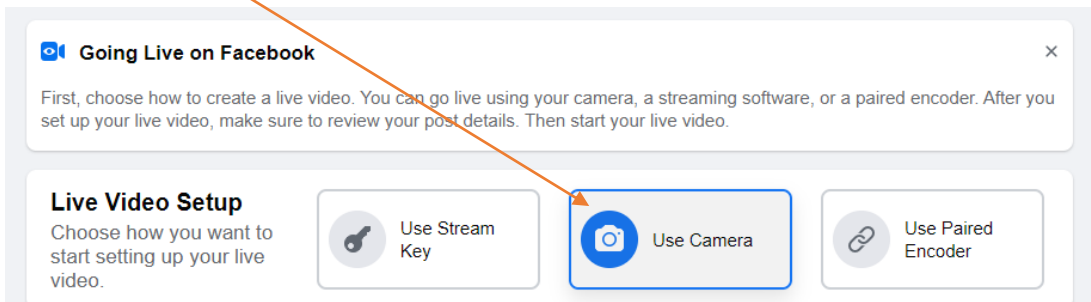 Going Live on Facebook
First, choose how to create a live video. You can go live using your camera, a streaming software, or a paired encoder. After you
set up your live video, make sure to review your post details. Then start your live video.
Live Video Setup
Choose how you want to
start setting up your live
video.
Use Stream
Key
Use Camera
Use Paired
Encoder